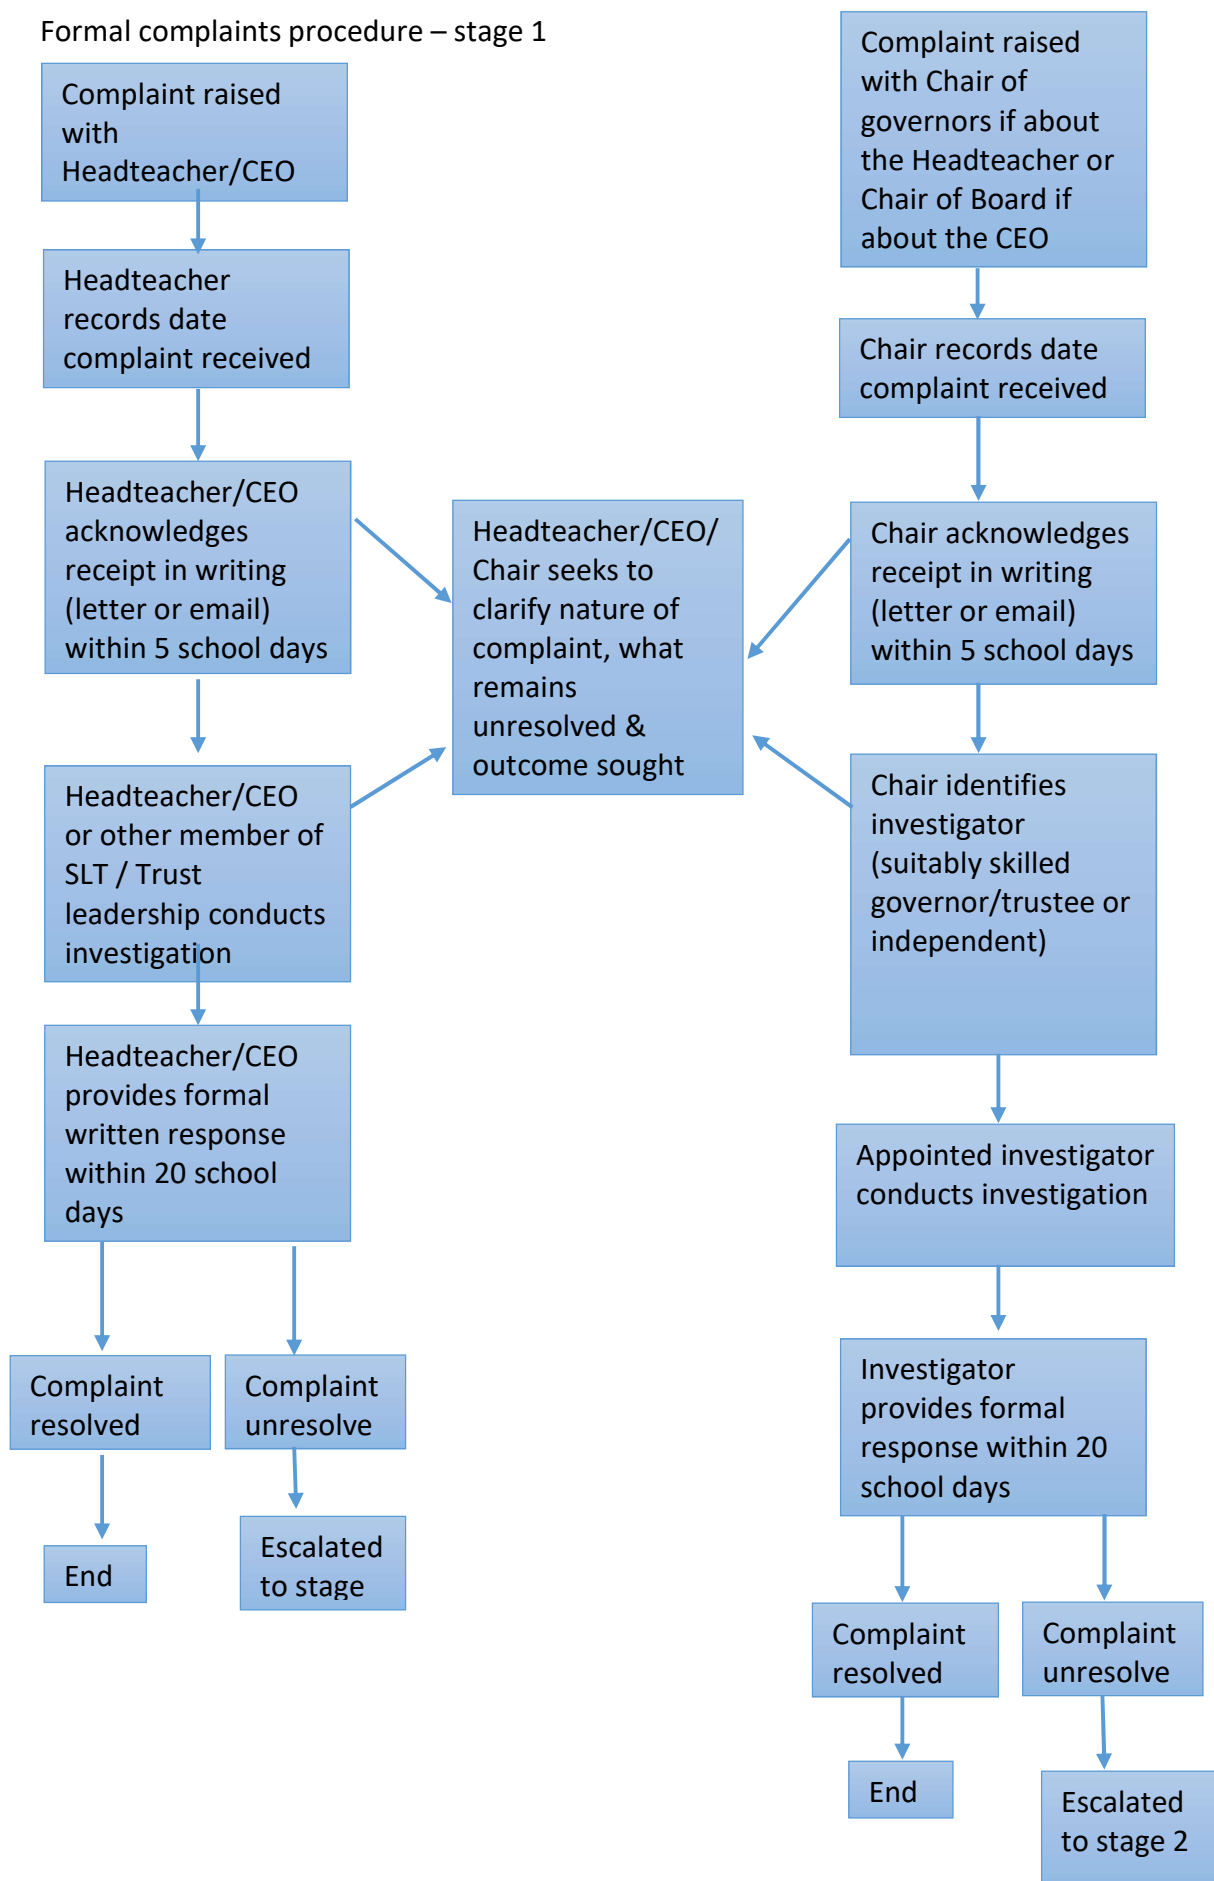 Formal complaints procedure – stage 1
Complaint raised
with
Headteacher/CEO
Headteacher
records date
complaint received
Headteacher/CEO
acknowledges
receipt in writing
(letter or email)
within 5 school days
Headteacher/CEO
or other member of
SLT / Trust
leadership conducts
investigation
Headteacher/CEO
provides formal
written response
within 20 school
days
Complaint
resolved
End
Complaint
unresolve
Escalated
to stage
Headteacher/CEO/
Chair seeks to
clarify nature of
complaint, what
remains
unresolved &
outcome sought
Complaint raised
with Chair of
governors if about
the Headteacher or
Chair of Board if
about the CEO
Chair records date
complaint received
Chair acknowledges
receipt in writing
(letter or email)
within 5 school days
Chair identifies
investigator
(suitably skilled
governor/trustee or
independent)
Appointed investigator
conducts investigation
Investigator
provides formal
response within 20
school days
Complaint
resolved
End
Complaint
unresolve
Escalated
to stage 2